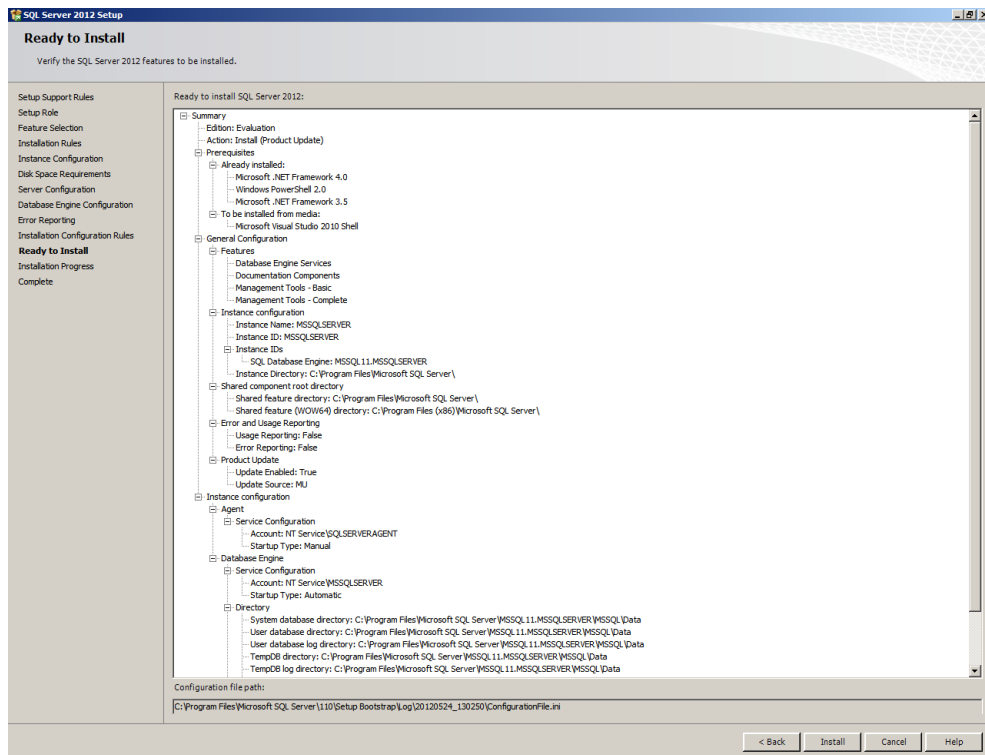 SQL Server 2012 Setup
Ready to Install
Verify the SQL Server 2012 features to be installed.
Setup Support Rules
Setup Role
Feature Selection
Installation Rules
Instance Configuration
Disk Space Requirements
Server Configuration
Database Engine Configuration
Error Reporting
Installation Configuration Rules
Ready to Install
Installation Progress
Complete
Ready to install SQL Server 2012:
Summary
Edition: Evaluation
Action: Install (Product Update)
Prerequisites
Already installed:
Microsoft .NET Framework 4.0
Windows PowerShell 2.0
Microsoft .NET Framework 3.5
To be installed from media:
Microsoft Visual Studio 2010 Shell
General Configuration
Features
Database Engine Services
Documentation Components
Management Tools - Basic
Management Tools - Complete
Instance configuration
Instance Name: MSSQLSERVER
Instance ID: MSSQLSERVER
Instance IDs
SQL Database Engine: MSSQL11.MSSQLSERVER
Instance Directory: C:\Program Files\Microsoft SQL Server\
Shared component root directory
Shared feature directory: C:\Program Files\Microsoft SQL Server\
Shared feature (WOW64) directory: C:\Program Files (x86)\Microsoft SQL Server\
Error and Usage Reporting
Usage Reporting: False
Error Reporting: False
Product Update
Update Enabled: True
Update Source: MU
Instance configuration
Agent
Service Configuration
Account: NT Service\SQLSERVERAGENT
Startup Type: Manual
Database Engine
Service Configuration
Account: NT Service\MSSQLSERVER
Startup Type: Automatic
Directory
System database directory: C:\Program Files\Microsoft SQL Server\MSSQL11.MSSQLSERVER\MSSQL\Data
User database directory: C:\Program Files\Microsoft SQL Server\MSSQL11.MSSQLSERVER\MSSQL\Data
User database log directory: C:\Program Files\Microsoft SQL Server\MSSQL11.MSSQLSERVER\MSSQL\Data
TempDB directory: C:\Program Files\Microsoft SQL Server\MSSQL11.MSSQLSERVER\MSSQL\Data
TempDB log directory: C:\Program Files\Microsoft SQL Server\MSSQL11.MSSQLSERVER\MSSQL\Data
Configuration file path:
C:\Program Files\Microsoft SQL Server\110\Setup Bootstrap\Log\20120524_130250\ConfigurationFile.ini
< Back Install Cancel Help